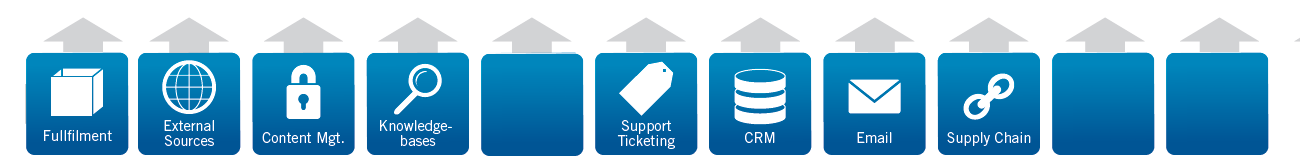 Fullfilment
External
Sources
Content Mgt.
Knowledge-
bases
Support
Ticketing
CRM
Email
Supply Chain